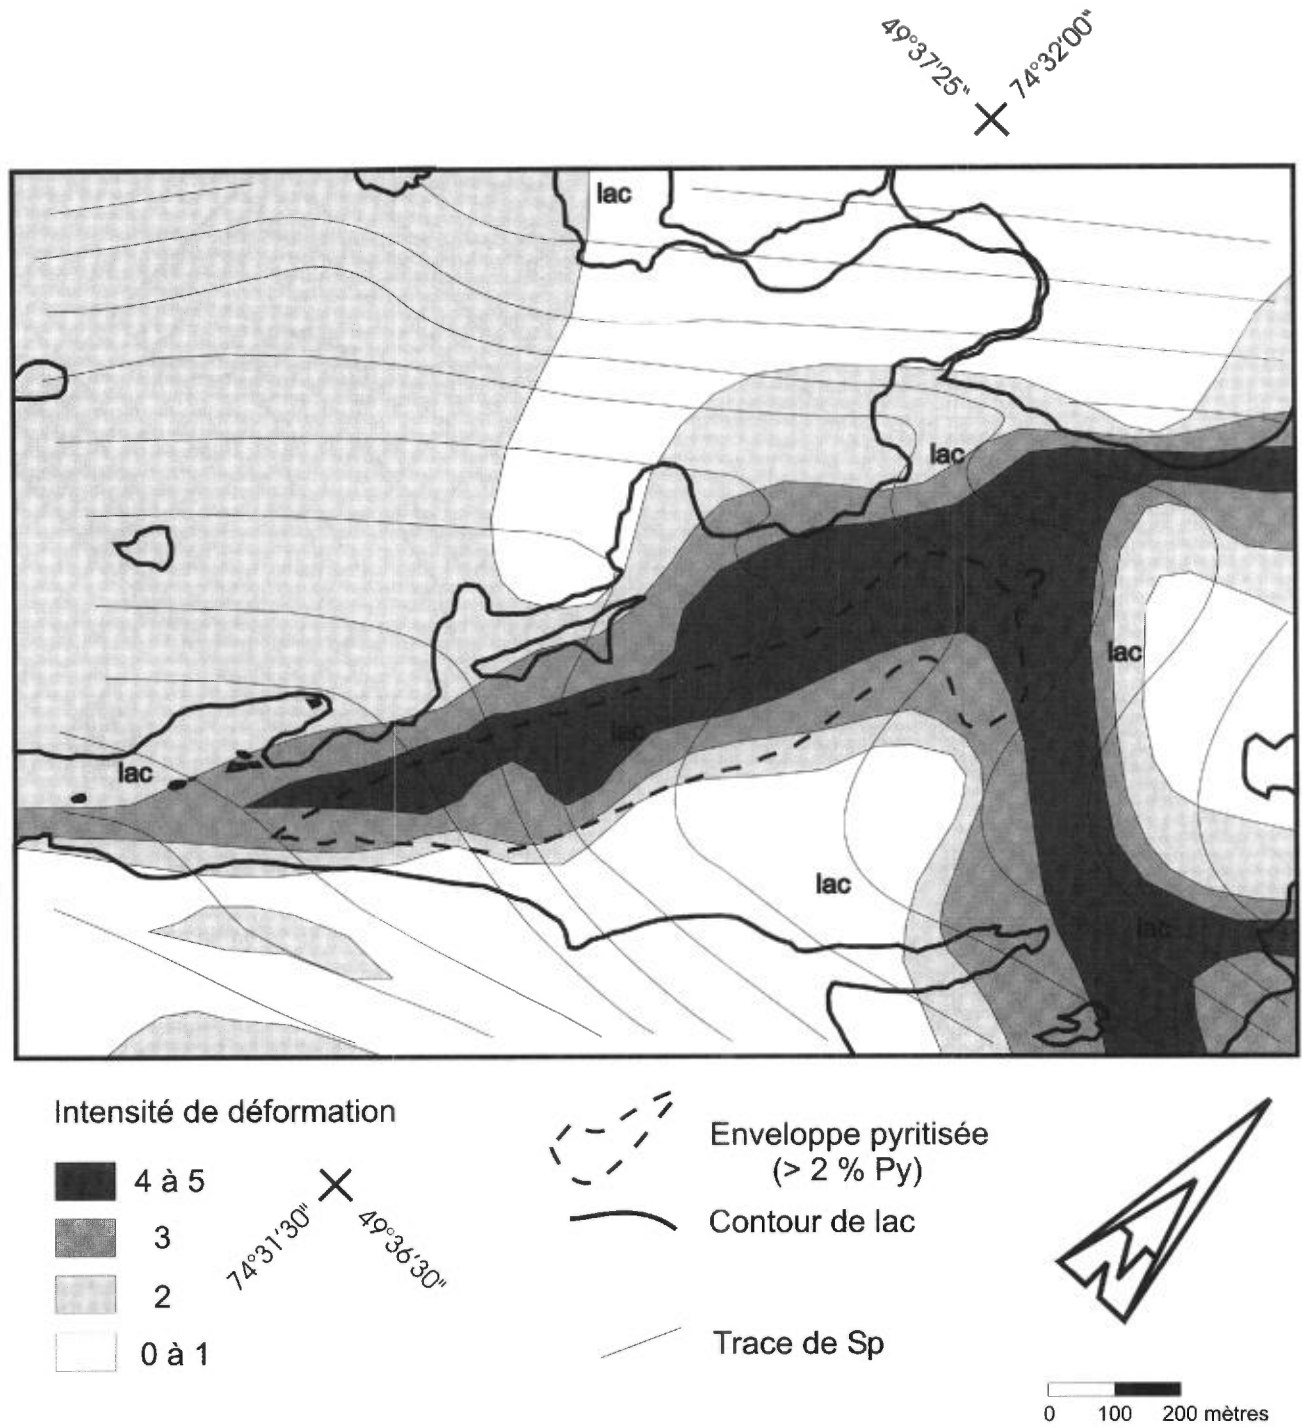 49°37'25"
74°32'00"
lac
lac
?
lac
lac
lac
lac
lac
Intensité de déformation
4 à 5
3
2
0 à 1
74°31'30"
49°36'30"
Enveloppe pyritisée
(> 2 % Py)
Contour de lac
Trace de Sp
0 100 200 mètres